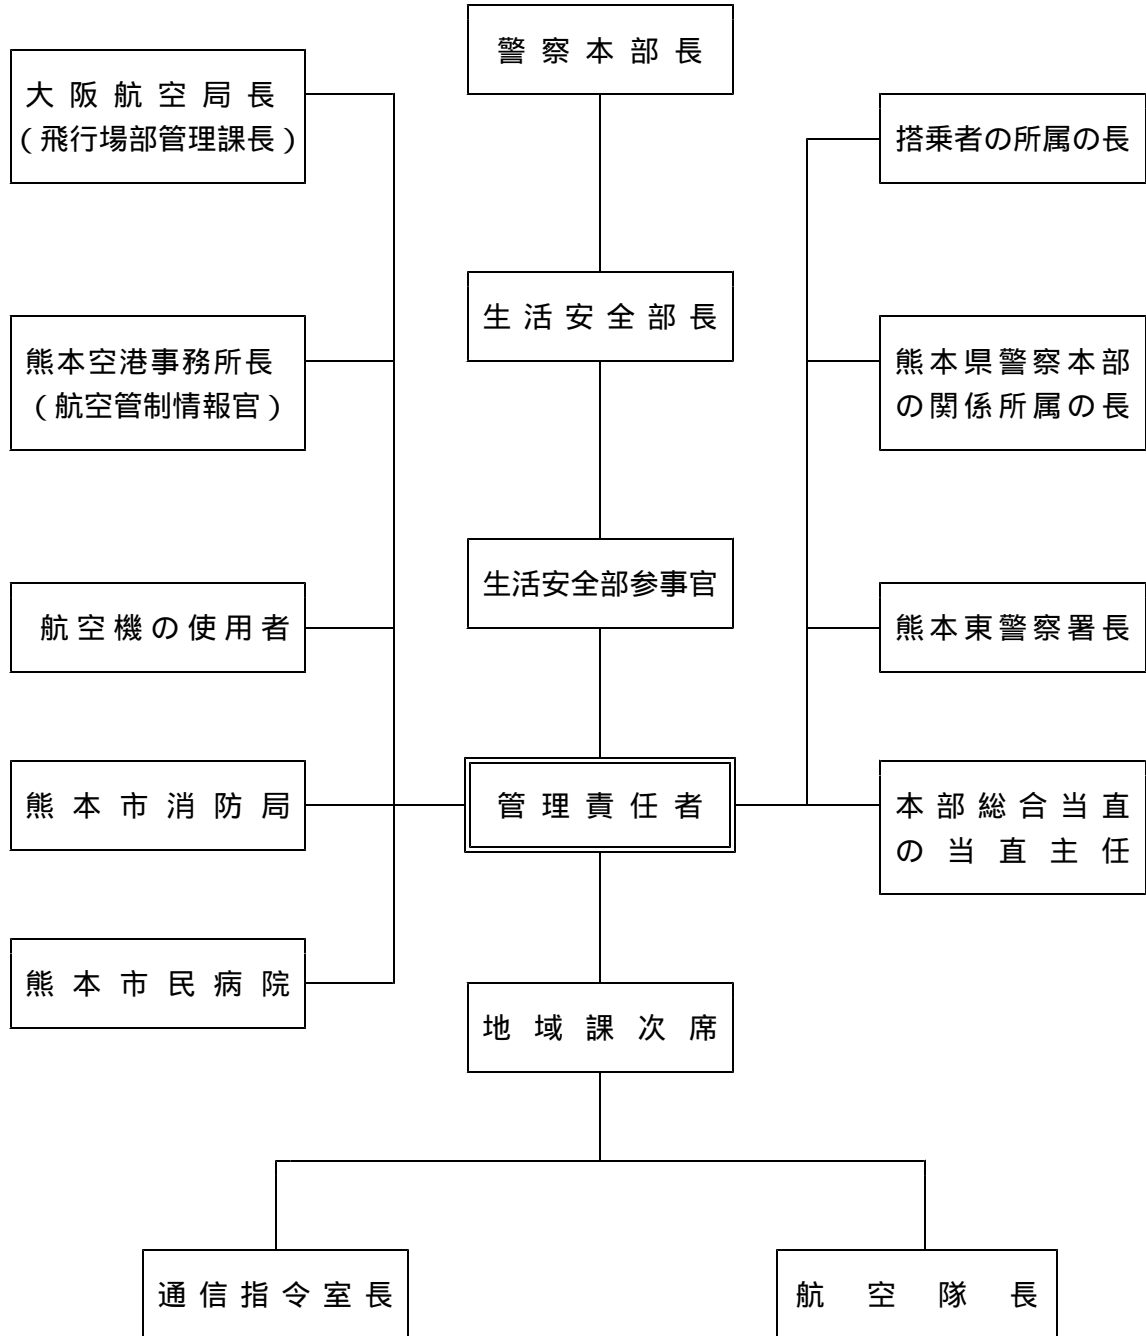 警察本部長
大阪航空局長
（飛行場部管理課長）
搭乗者の所属の長
生活安全部長
熊本空港事務所長
（航空管制情報官）
熊本県警察本部
の関係所属の長
生活安全部参事官
航空機の使用者
熊本東警察署長
熊本市消防局
管理責任者
本部総合当直
の当直主任
熊本市民病院
地域課次席
通信指令室長
航空隊長